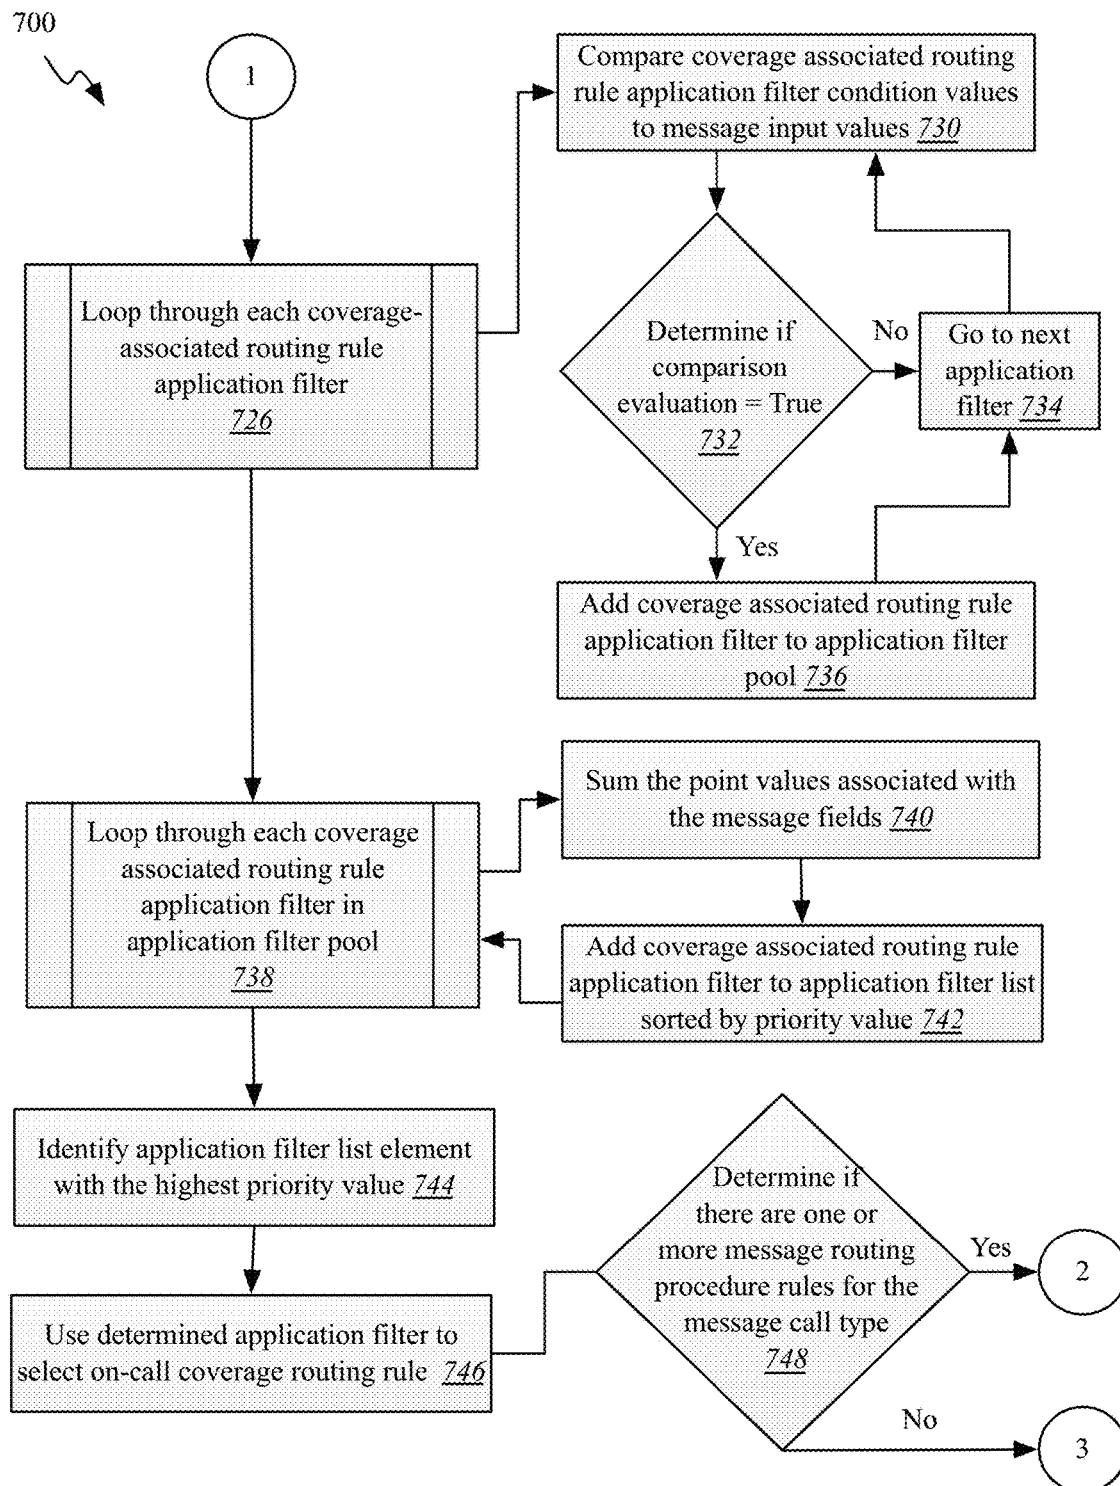 700
1
Compare coverage associated routing
rule application filter condition values
to message input values 730
Loop through each coverage-
associated routing rule
application filter
726
Determine if
comparison
evaluation = True
732
No
Go to next
application
filter 734
Yes
Add coverage associated routing rule
application filter to application filter
pool 736
Loop through each coverage
associated routing rule
application filter in
application filter pool
738
Sum the point values associated with
the message fields 740
Add coverage associated routing rule
application filter to application filter list
sorted by priority value 742
Identify application filter list element
with the highest priority value 744
Use determined application filter to
select on-call coverage routing rule 746
Determine if
there are one or
more message routing
procedure rules for the
message call type
748
Yes
2
No
3